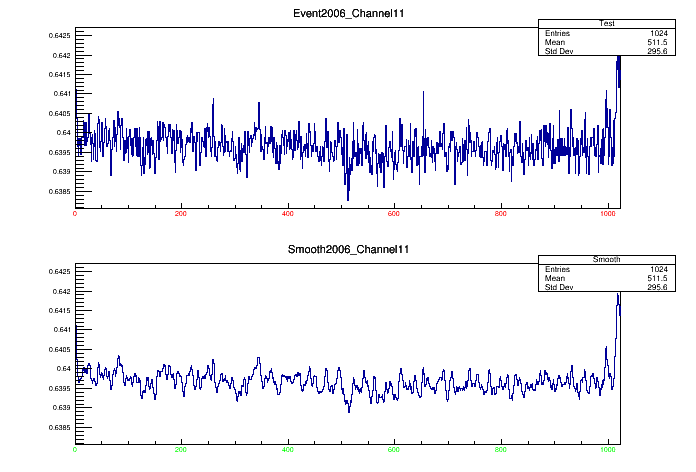 Event2006_Channel11
Test
Entries 1024
Mean 511.5
Std Dev 295.6
0.6425
0.642
0.6415
0.641
0.6405
0.64
0.6395
0.639
0.6385
0 200 400 600 800 1000
Smooth2006_Channel11
Smooth
Entries 1024
Mean 511.5
Std Dev 295.6
0.6425
0.642
0.6415
0.641
0.6405
0.64
0.6395
0.639
0.6385
0 200 400 600 800 1000